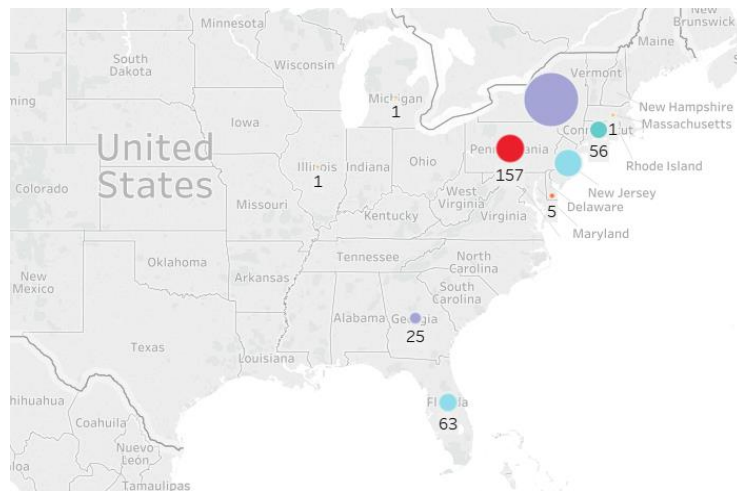 Minnesota
New
Brunswick
Maine
South
Dakota
Wisconsin
Vermont
Michigan
1
New Hampshire
Massachusetts
1
56
Rhode Island
Iowa
United
States
Illinois
1
Indiana
Ohio
157
New Jersey
Delaware
5
Maryland
Colorado
Missouri
West
Virginia
Virginia
Kentucky
Tennessee
North
Carolina
South
Carolina
New
Mexico
Oklahoma
Arkansas
Alabama
Georgia
25
Texas
Louisiana
63
Coahuila
Nuevo
León
Tamaulipas